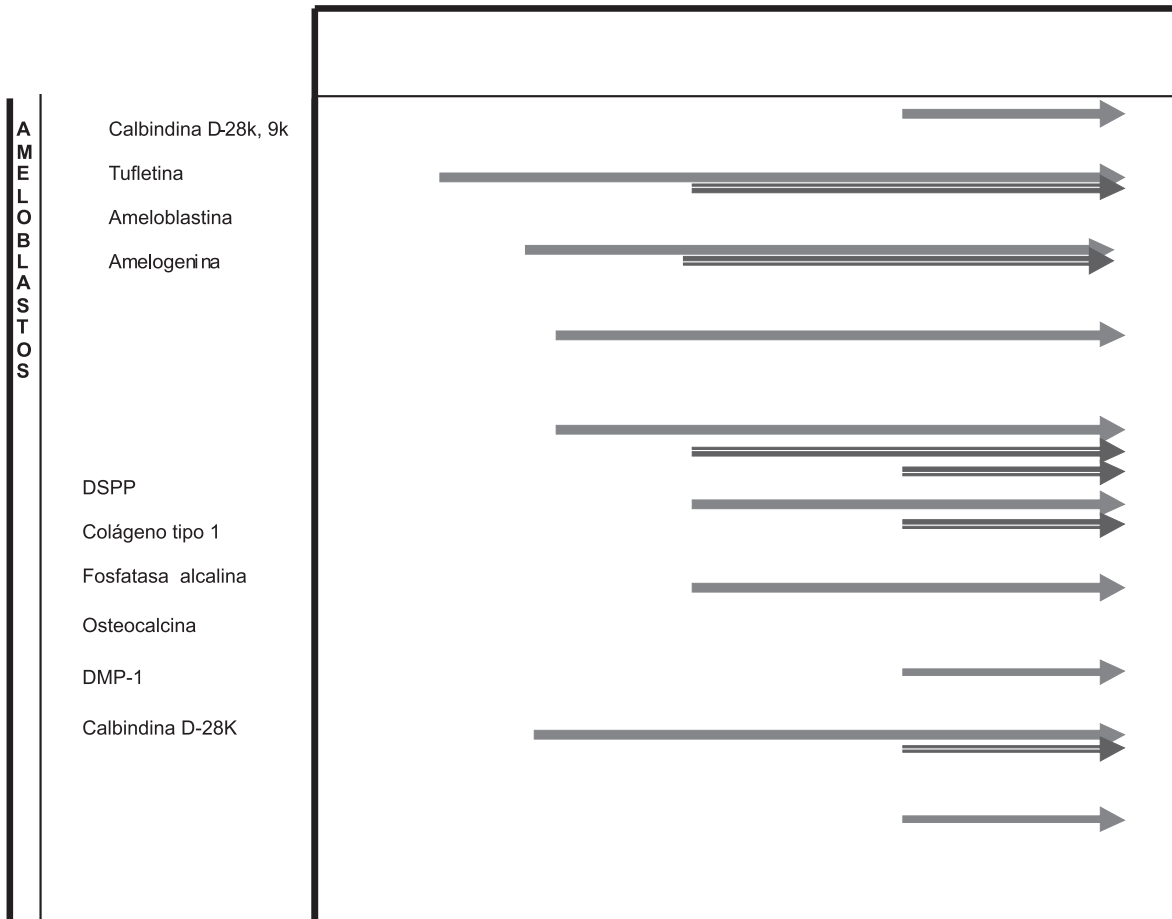 AMELOBLASTOS
Calbindina D-28k, 9k
Tufletina
Ameloblastina
Amelogenina
DSPP
Colágeno tipo 1
Fosfatasa alcalina
Osteocalcina
DMP-1
Calbindina D-28K